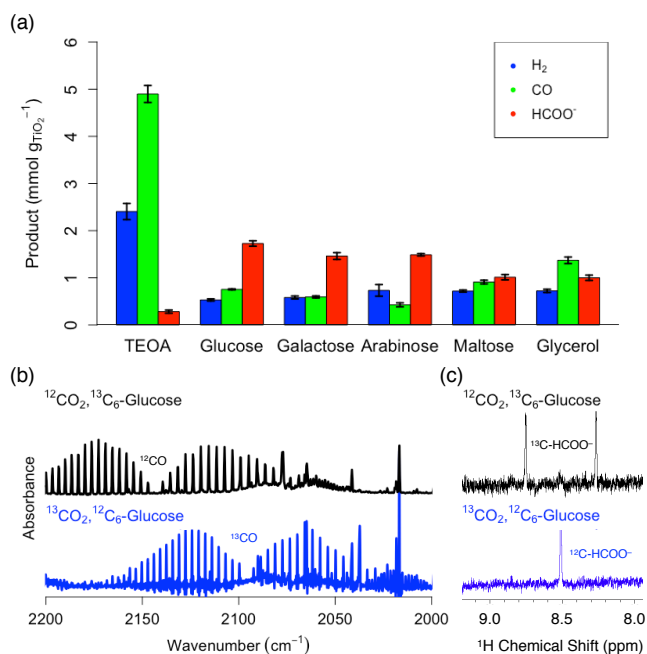 (a)
Product (mmol g_TiO₂⁻¹)
6
5
4
3
2
1
0
H₂
CO
HCOO⁻
TEOA Glucose Galactose Arabinose Maltose Glycerol
(b)
¹²CO₂,¹³C₆-Glucose
¹²CO
Absorbance
¹³CO₂,¹²C₆-Glucose
¹³CO
2200 2150 2100 2050 2000
Wavenumber (cm⁻¹)
(c)
¹²CO₂,¹³C₆-Glucose
¹³C-HCOO⁻
¹³CO₂,¹²C₆-Glucose
¹²C-HCOO⁻
9.0 8.5 8.0
¹H Chemical Shift (ppm)